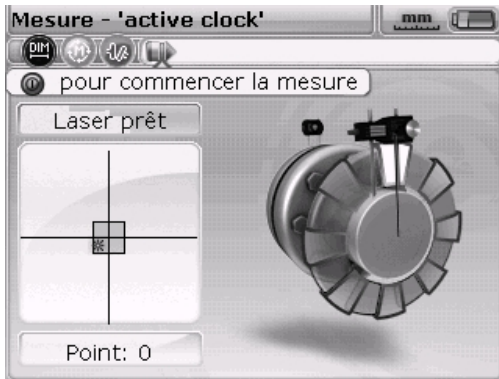 Mesure - 'active clock'
mm
DIM
pour commencer la mesure
Laser prêt
Point: 0